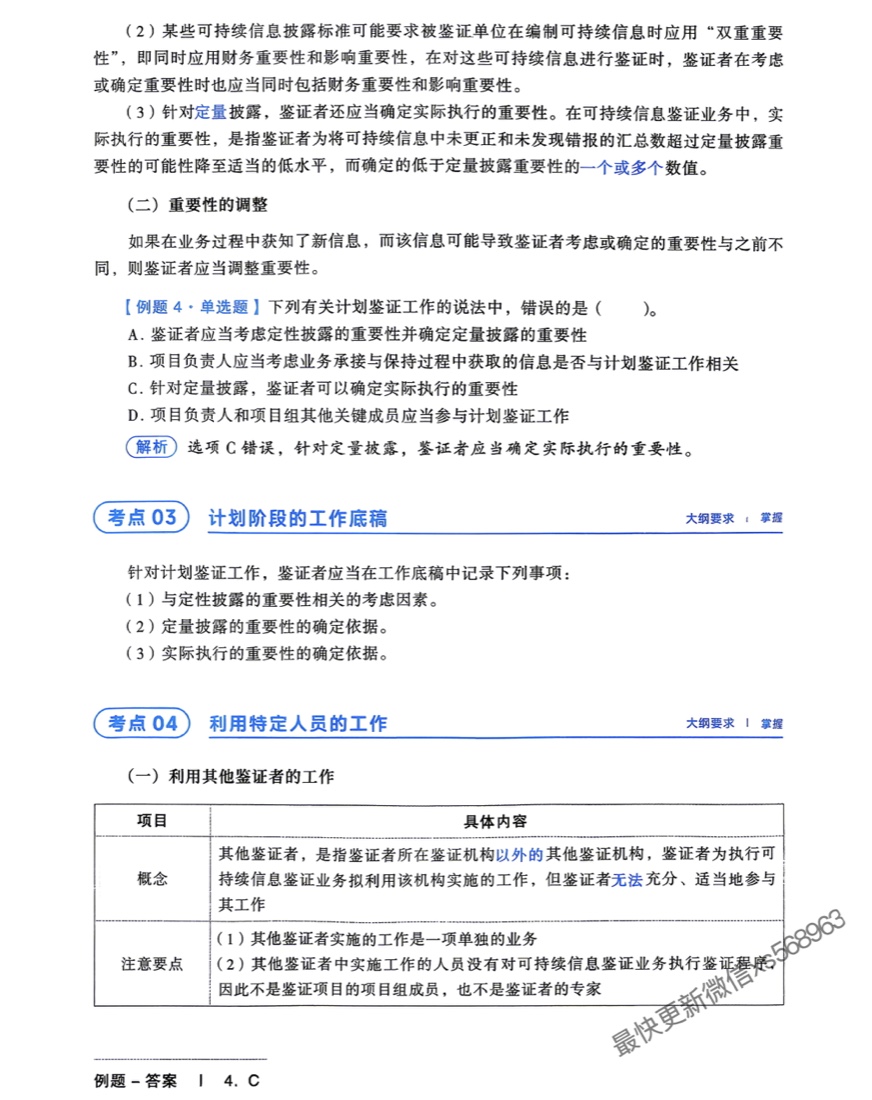 （2）某些可持续信息披露标准可能要求被鉴证单位在编制可持续信息时应用“双重重要
性”，即同时应用财务重要性和影响重要性，在对这些可持续信息进行鉴证时，鉴证者在考虑
或确定重要性时也应当同时包括财务重要性和影响重要性。
（3）针对定量披露，鉴证者还应当确定实际执行的重要性。在可持续信息鉴证业务中，实
际执行的重要性，是指鉴证者为将可持续信息中未更正和未发现错报的汇总数超过定量披露重
要性的可能性降至适当的低水平，而确定的低于定量披露重要性的一个或多个数值。
（二）重要性的调整
如果在业务过程中获知了新信息，而该信息可能导致鉴证者考虑或确定的重要性与之前不
同，则鉴证者应当调整重要性。
【例题 4·单选题】下列有关计划鉴证工作的说法中，错误的是（  ）。
A. 鉴证者应当考虑定性披露的重要性并确定定量披露的重要性
B. 项目负责人应当考虑业务承接与保持过程中获取的信息是否与计划鉴证工作相关
C. 针对定量披露，鉴证者可以确定实际执行的重要性
D. 项目负责人和项目组其他关键成员应当参与计划鉴证工作
解析 选项 C 错误，针对定量披露，鉴证者应当确定实际执行的重要性。
考点 03 计划阶段的工作底稿 大纲要求 | 掌握
针对计划鉴证工作，鉴证者应当在工作底稿中记录下列事项：
（1）与定性披露的重要性相关的考虑因素。
（2）定量披露的重要性的确定依据。
（3）实际执行的重要性的确定依据。
考点 04 利用特定人员的工作 大纲要求 | 掌握
（一）利用其他鉴证者的工作
项目 具体内容
概念
其他鉴证者，是指鉴证者所在鉴证机构以外的其他鉴证机构，鉴证者为执行可
持续信息鉴证业务拟利用该机构实施的工作，但鉴证者无法充分、适当地参与
其工作
注意要点
（1）其他鉴证者实施的工作是一项单独的业务
（2）其他鉴证者中实施工作的人员没有对可持续信息鉴证业务执行鉴证程序，
因此不是鉴证项目的项目组成员，也不是鉴证者的专家
最快更新微信xs568963
例题－答案 | 4. C